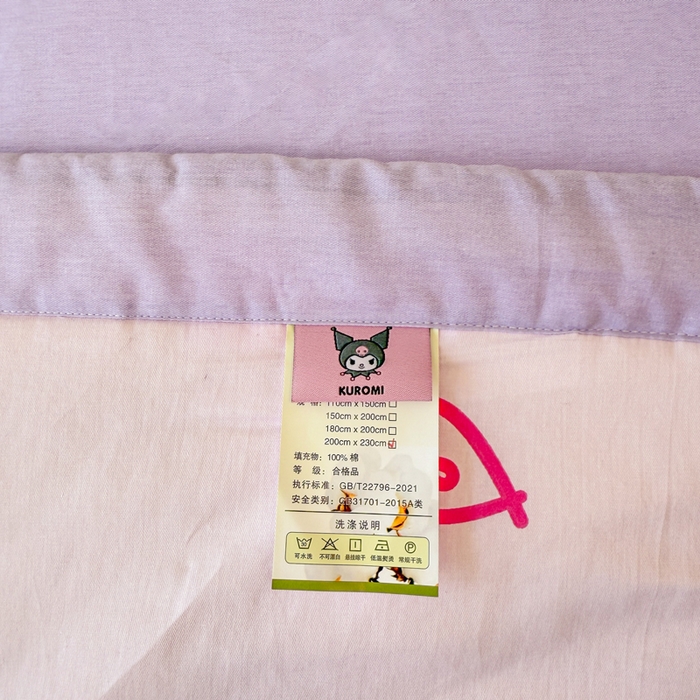 KUROMI
规 格: 110cm x 150cm
150cm x 200cm
180cm x 200cm
200cm x 230cm
填充物: 100% 棉
等 级: 合格品
执行标准: GB/T22796-2021
安全类别: GB31701-2015A类
洗涤说明
可水洗 不可漂白 悬挂晾干 低温熨烫 常规干洗